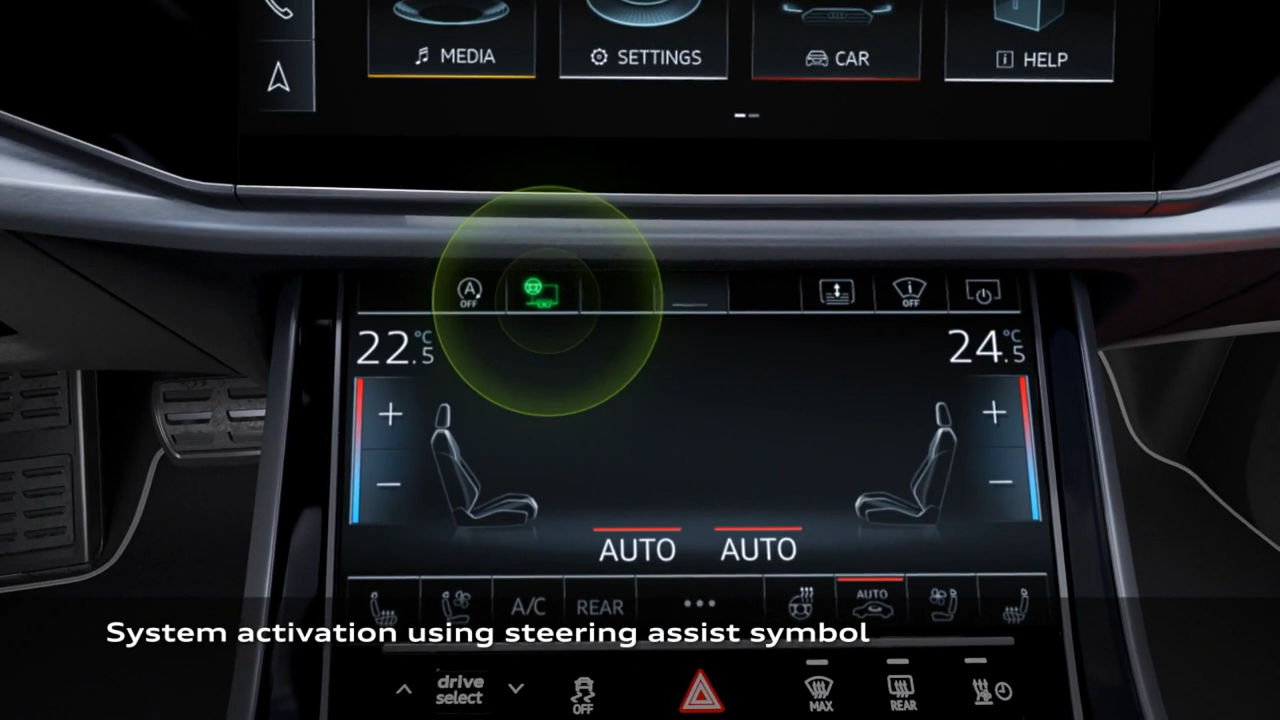 MEDIA
SETTINGS
CAR
HELP
A
OFF
OFF
22.5 °C
24.5 °C
AUTO
AUTO
A/C
REAR
AUTO
System activation using steering assist symbol
drive
select
OFF
MAX
REAR